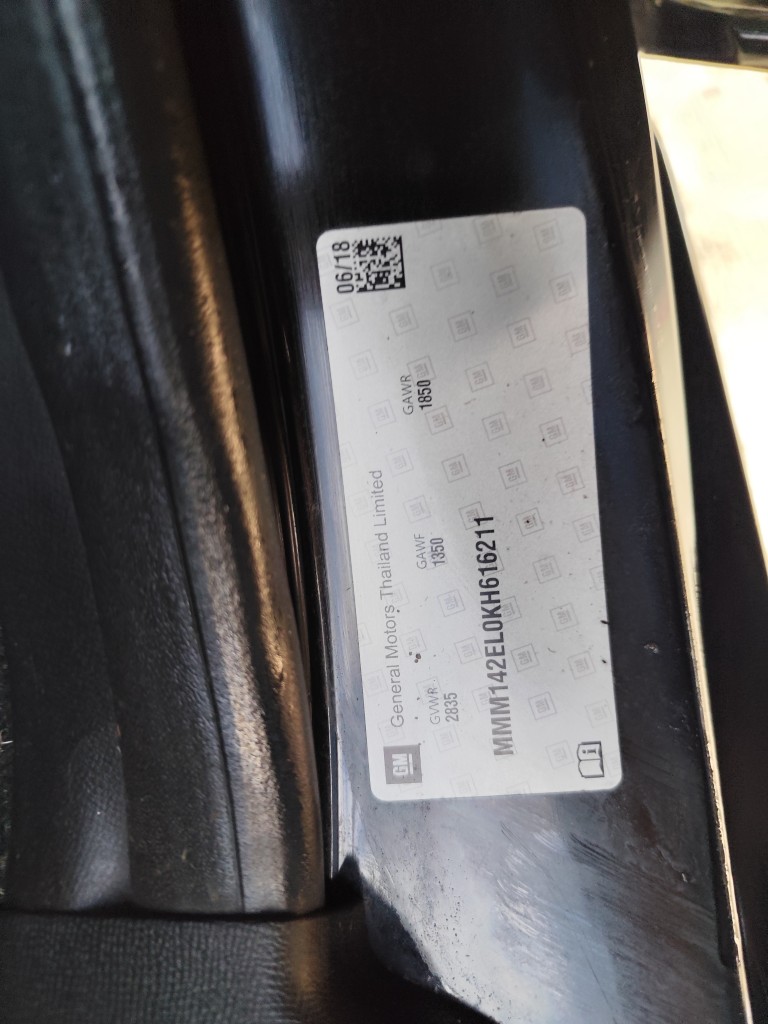 GM
General Motors Thailand Limited
06/18
GVWR
2835
GAWF
1350
GAWR
1850
MMM142EL0KH616211